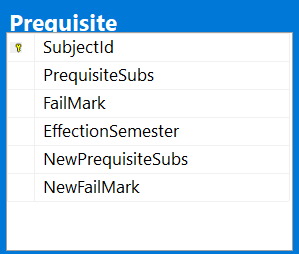 Prequisite
SubjectId
PrequisiteSubs
FailMark
EffectionSemester
NewPrequisiteSubs
NewFailMark